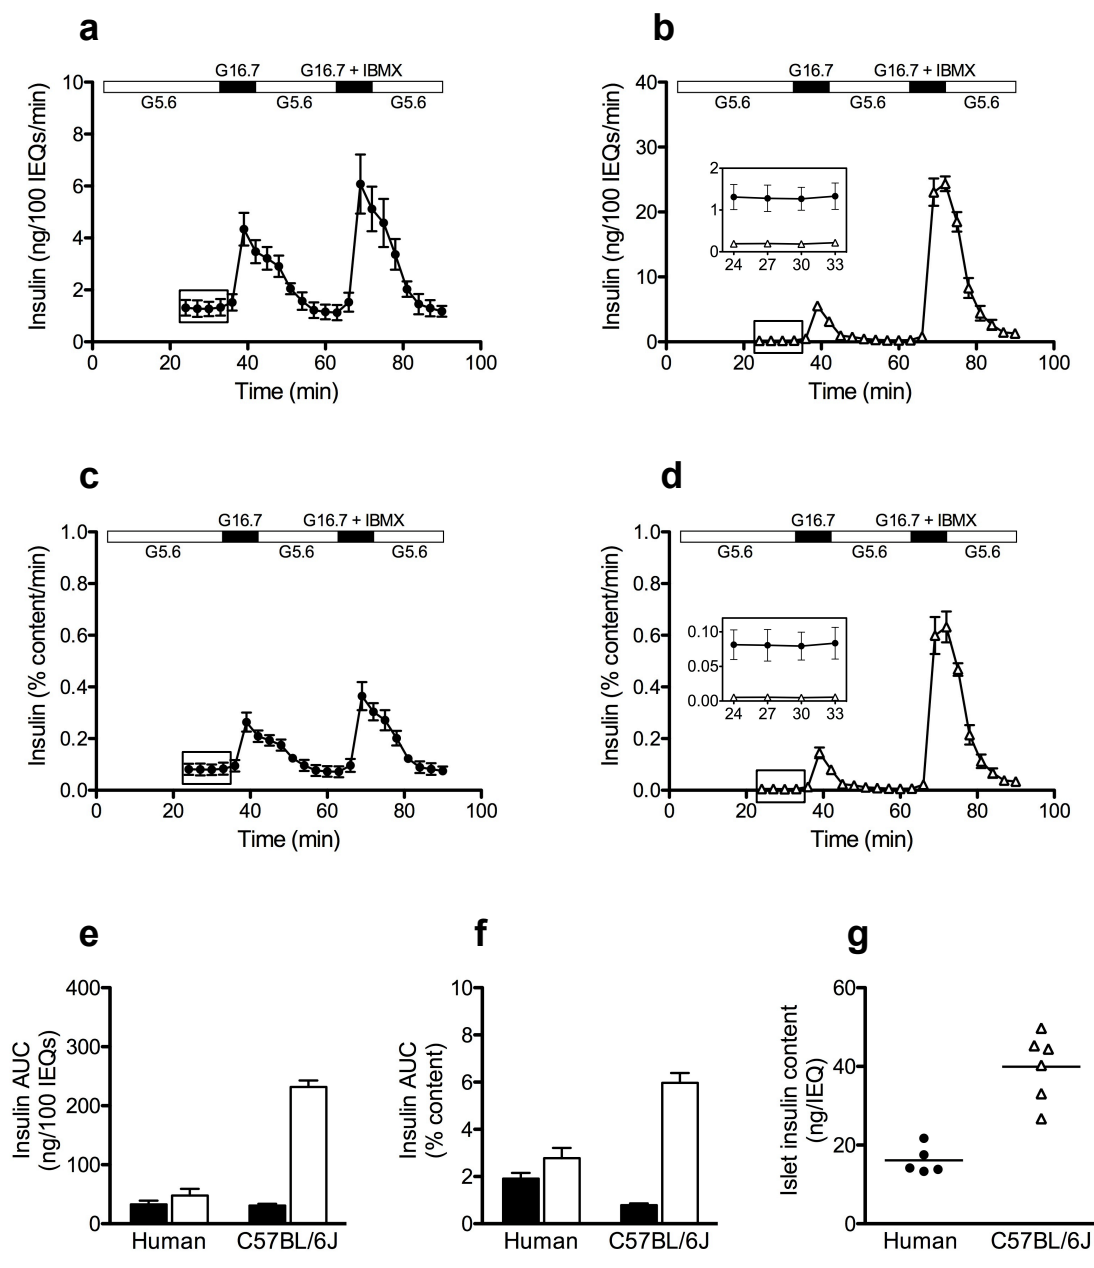 a
G16.7
G16.7 + IBMX
G5.6
G5.6
G5.6
Insulin (ng/100 IEQs/min)
10
8
6
4
2
0
0 20 40 60 80 100
Time (min)
b
G16.7
G16.7 + IBMX
G5.6
G5.6
G5.6
Insulin (ng/100 IEQs/min)
40
30
20
10
0
2
1
0
24 27 30 33
0 20 40 60 80 100
Time (min)
c
G16.7
G16.7 + IBMX
G5.6
G5.6
G5.6
Insulin (% content/min)
1.0
0.8
0.6
0.4
0.2
0.0
0 20 40 60 80 100
Time (min)
d
G16.7
G16.7 + IBMX
G5.6
G5.6
G5.6
Insulin (% content/min)
1.0
0.8
0.6
0.4
0.2
0.0
0.10
0.05
0.00
24 27 30 33
0 20 40 60 80 100
Time (min)
e
Insulin AUC
(ng/100 IEQs)
400
300
200
100
0
Human C57BL/6J
f
Insulin AUC
(% content)
10
8
6
4
2
0
Human C57BL/6J
g
Islet insulin content
(ng/IEQ)
60
40
20
0
Human C57BL/6J